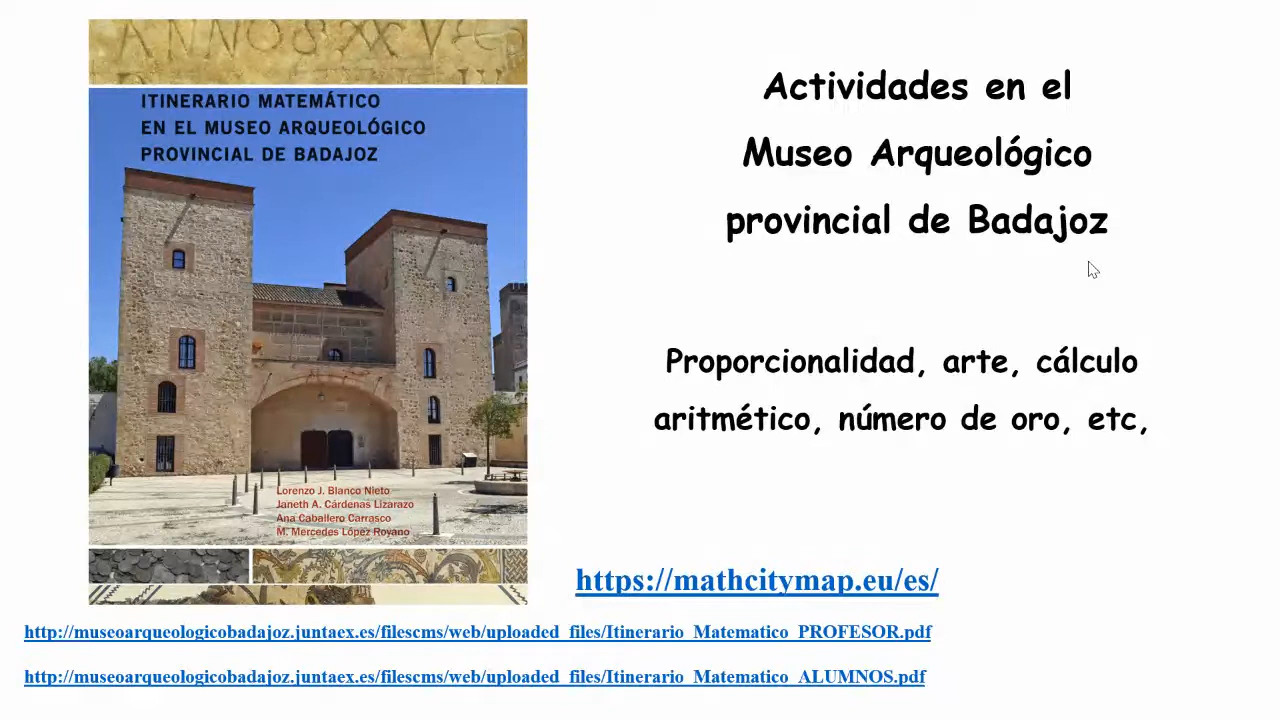 ITINERARIO MATEMÁTICO
EN EL MUSEO ARQUEOLÓGICO
PROVINCIAL DE BADAJOZ
Lorenzo J. Blanco Nieto
Janeth A. Cárdenas Lizarazo
Ana Caballero Carrasco
M. Mercedes López Royano
Actividades en el
Museo Arqueológico
provincial de Badajoz
Proporcionalidad, arte, cálculo
aritmético, número de oro, etc,
https://mathcitymap.eu/es/
http://museoarqueologicobadajoz.juntaex.es/filescms/web/uploaded_files/Itinerario_Matematico_PROFESOR.pdf
http://museoarqueologicobadajoz.juntaex.es/filescms/web/uploaded_files/Itinerario_Matematico_ALUMNOS.pdf